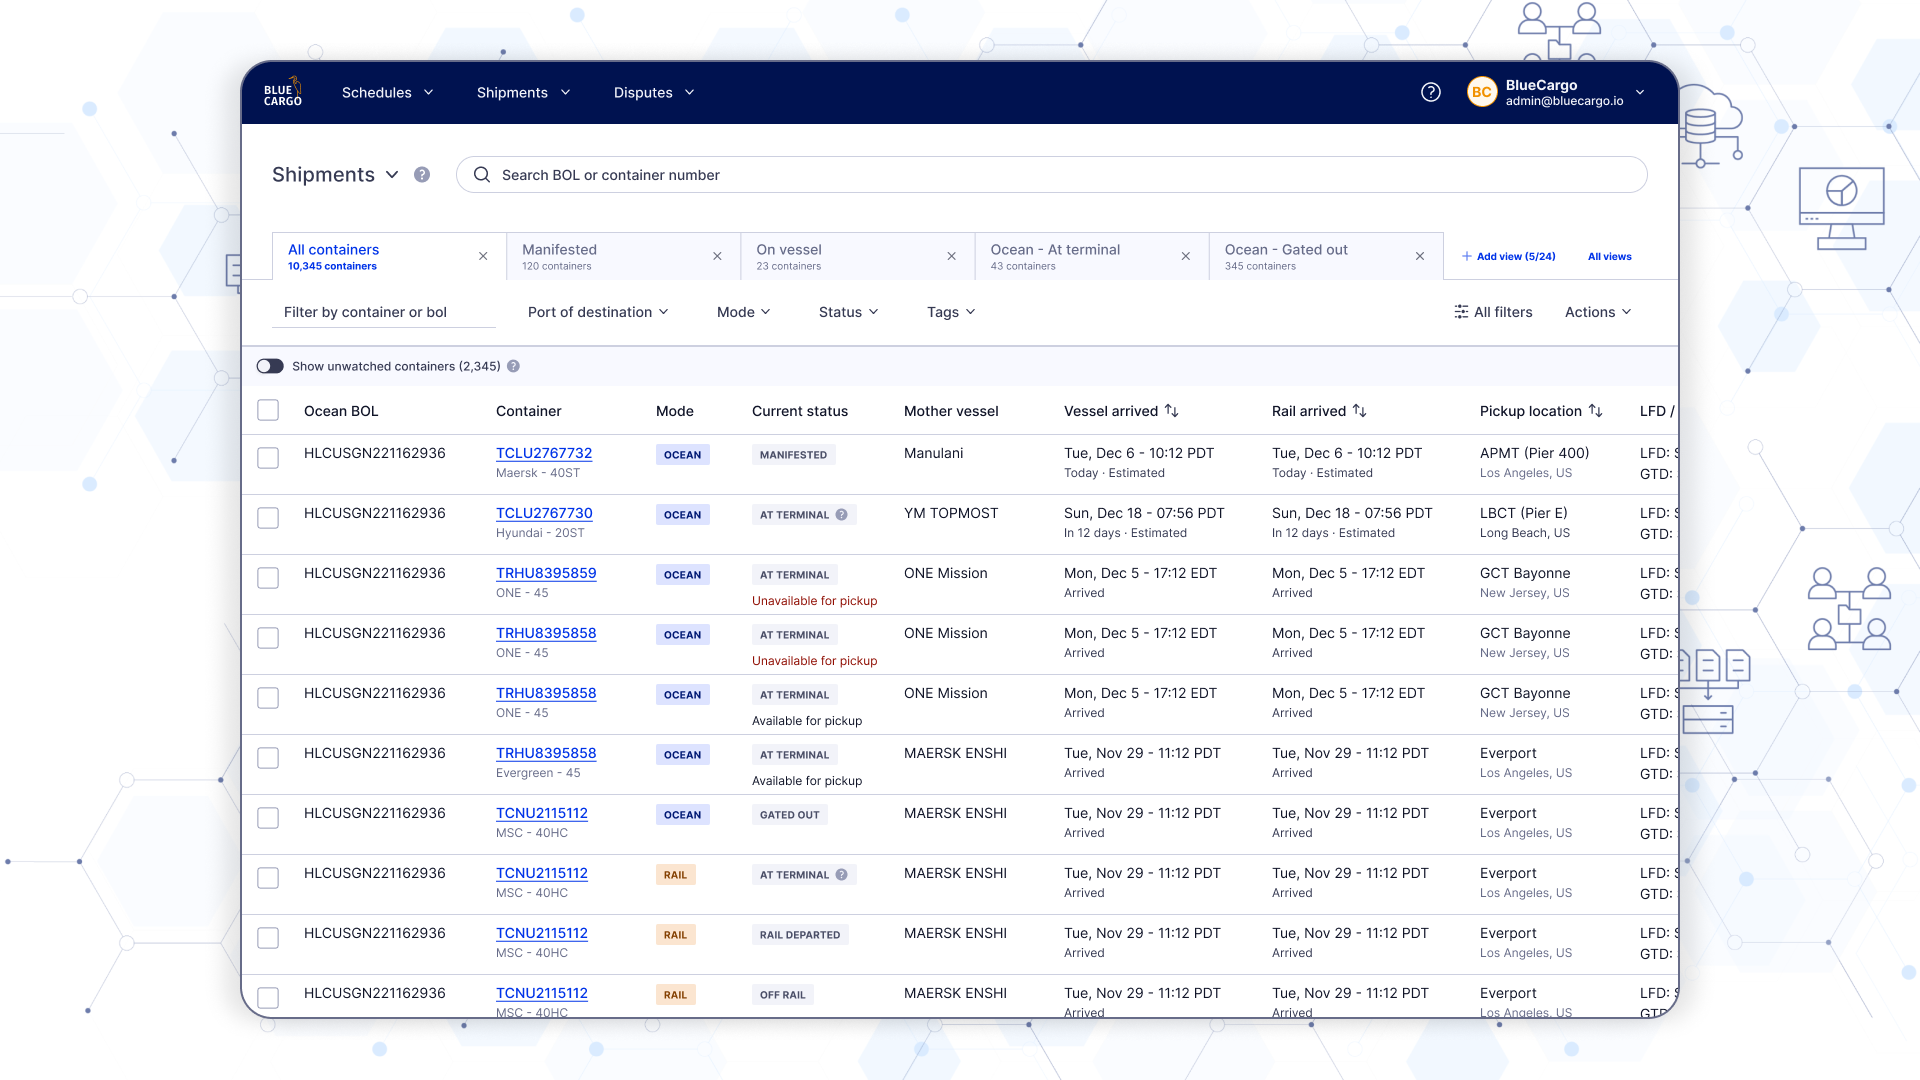 BLUE
CARGO
Schedules
Shipments
Disputes
?
BC
BlueCargo
admin@bluecargo.io
Shipments
?
Search BOL or container number
All containers
10,345 containers
Manifested
120 containers
On vessel
23 containers
Ocean - At terminal
43 containers
Ocean - Gated out
345 containers
Add view (5/24)
All views
Filter by container or bol
Port of destination
Mode
Status
Tags
All filters
Actions
Show unwatched containers (2,345) ?
Ocean BOL Container Mode Current status Mother vessel Vessel arrived Rail arrived Pickup location LFD /
HLCUSGN221162936 TCLU2767732 OCEAN MANIFESTED Manulani Tue, Dec 6 - 10:12 PDT Tue, Dec 6 - 10:12 PDT APMT (Pier 400) LFD:
Maersk - 40ST Today · Estimated Today · Estimated Los Angeles, US GTD:
HLCUSGN221162936 TCLU2767730 OCEAN AT TERMINAL ? YM TOPMOST Sun, Dec 18 - 07:56 PDT Sun, Dec 18 - 07:56 PDT LBCT (Pier E) LFD:
Hyundai - 20ST In 12 days · Estimated In 12 days · Estimated Long Beach, US GTD:
HLCUSGN221162936 TRHU8395859 OCEAN AT TERMINAL ONE Mission Mon, Dec 5 - 17:12 EDT Mon, Dec 5 - 17:12 EDT GCT Bayonne LFD:
ONE - 45 Unavailable for pickup Arrived Arrived New Jersey, US GTD:
HLCUSGN221162936 TRHU8395858 OCEAN AT TERMINAL ONE Mission Mon, Dec 5 - 17:12 EDT Mon, Dec 5 - 17:12 EDT GCT Bayonne LFD:
ONE - 45 Unavailable for pickup Arrived Arrived New Jersey, US GTD:
HLCUSGN221162936 TRHU8395858 OCEAN AT TERMINAL ONE Mission Mon, Dec 5 - 17:12 EDT Mon, Dec 5 - 17:12 EDT GCT Bayonne LFD:
ONE - 45 Available for pickup Arrived Arrived New Jersey, US GTD:
HLCUSGN221162936 TRHU8395858 OCEAN AT TERMINAL MAERSK ENSHI Tue, Nov 29 - 11:12 PDT Tue, Nov 29 - 11:12 PDT Everport LFD:
Evergreen - 45 Available for pickup Arrived Arrived Los Angeles, US GTD:
HLCUSGN221162936 TCNU2115112 OCEAN GATED OUT MAERSK ENSHI Tue, Nov 29 - 11:12 PDT Tue, Nov 29 - 11:12 PDT Everport LFD:
MSC - 40HC Arrived Arrived Los Angeles, US GTD:
HLCUSGN221162936 TCNU2115112 RAIL AT TERMINAL ? MAERSK ENSHI Tue, Nov 29 - 11:12 PDT Tue, Nov 29 - 11:12 PDT Everport LFD:
MSC - 40HC Arrived Arrived Los Angeles, US GTD:
HLCUSGN221162936 TCNU2115112 RAIL RAIL DEPARTED MAERSK ENSHI Tue, Nov 29 - 11:12 PDT Tue, Nov 29 - 11:12 PDT Everport LFD:
MSC - 40HC Arrived Arrived Los Angeles, US GTD:
HLCUSGN221162936 TCNU2115112 RAIL OFF RAIL MAERSK ENSHI Tue, Nov 29 - 11:12 PDT Tue, Nov 29 - 11:12 PDT Everport LFD:
MSC - 40HC Arrived Arrived Los Angeles, US GTD